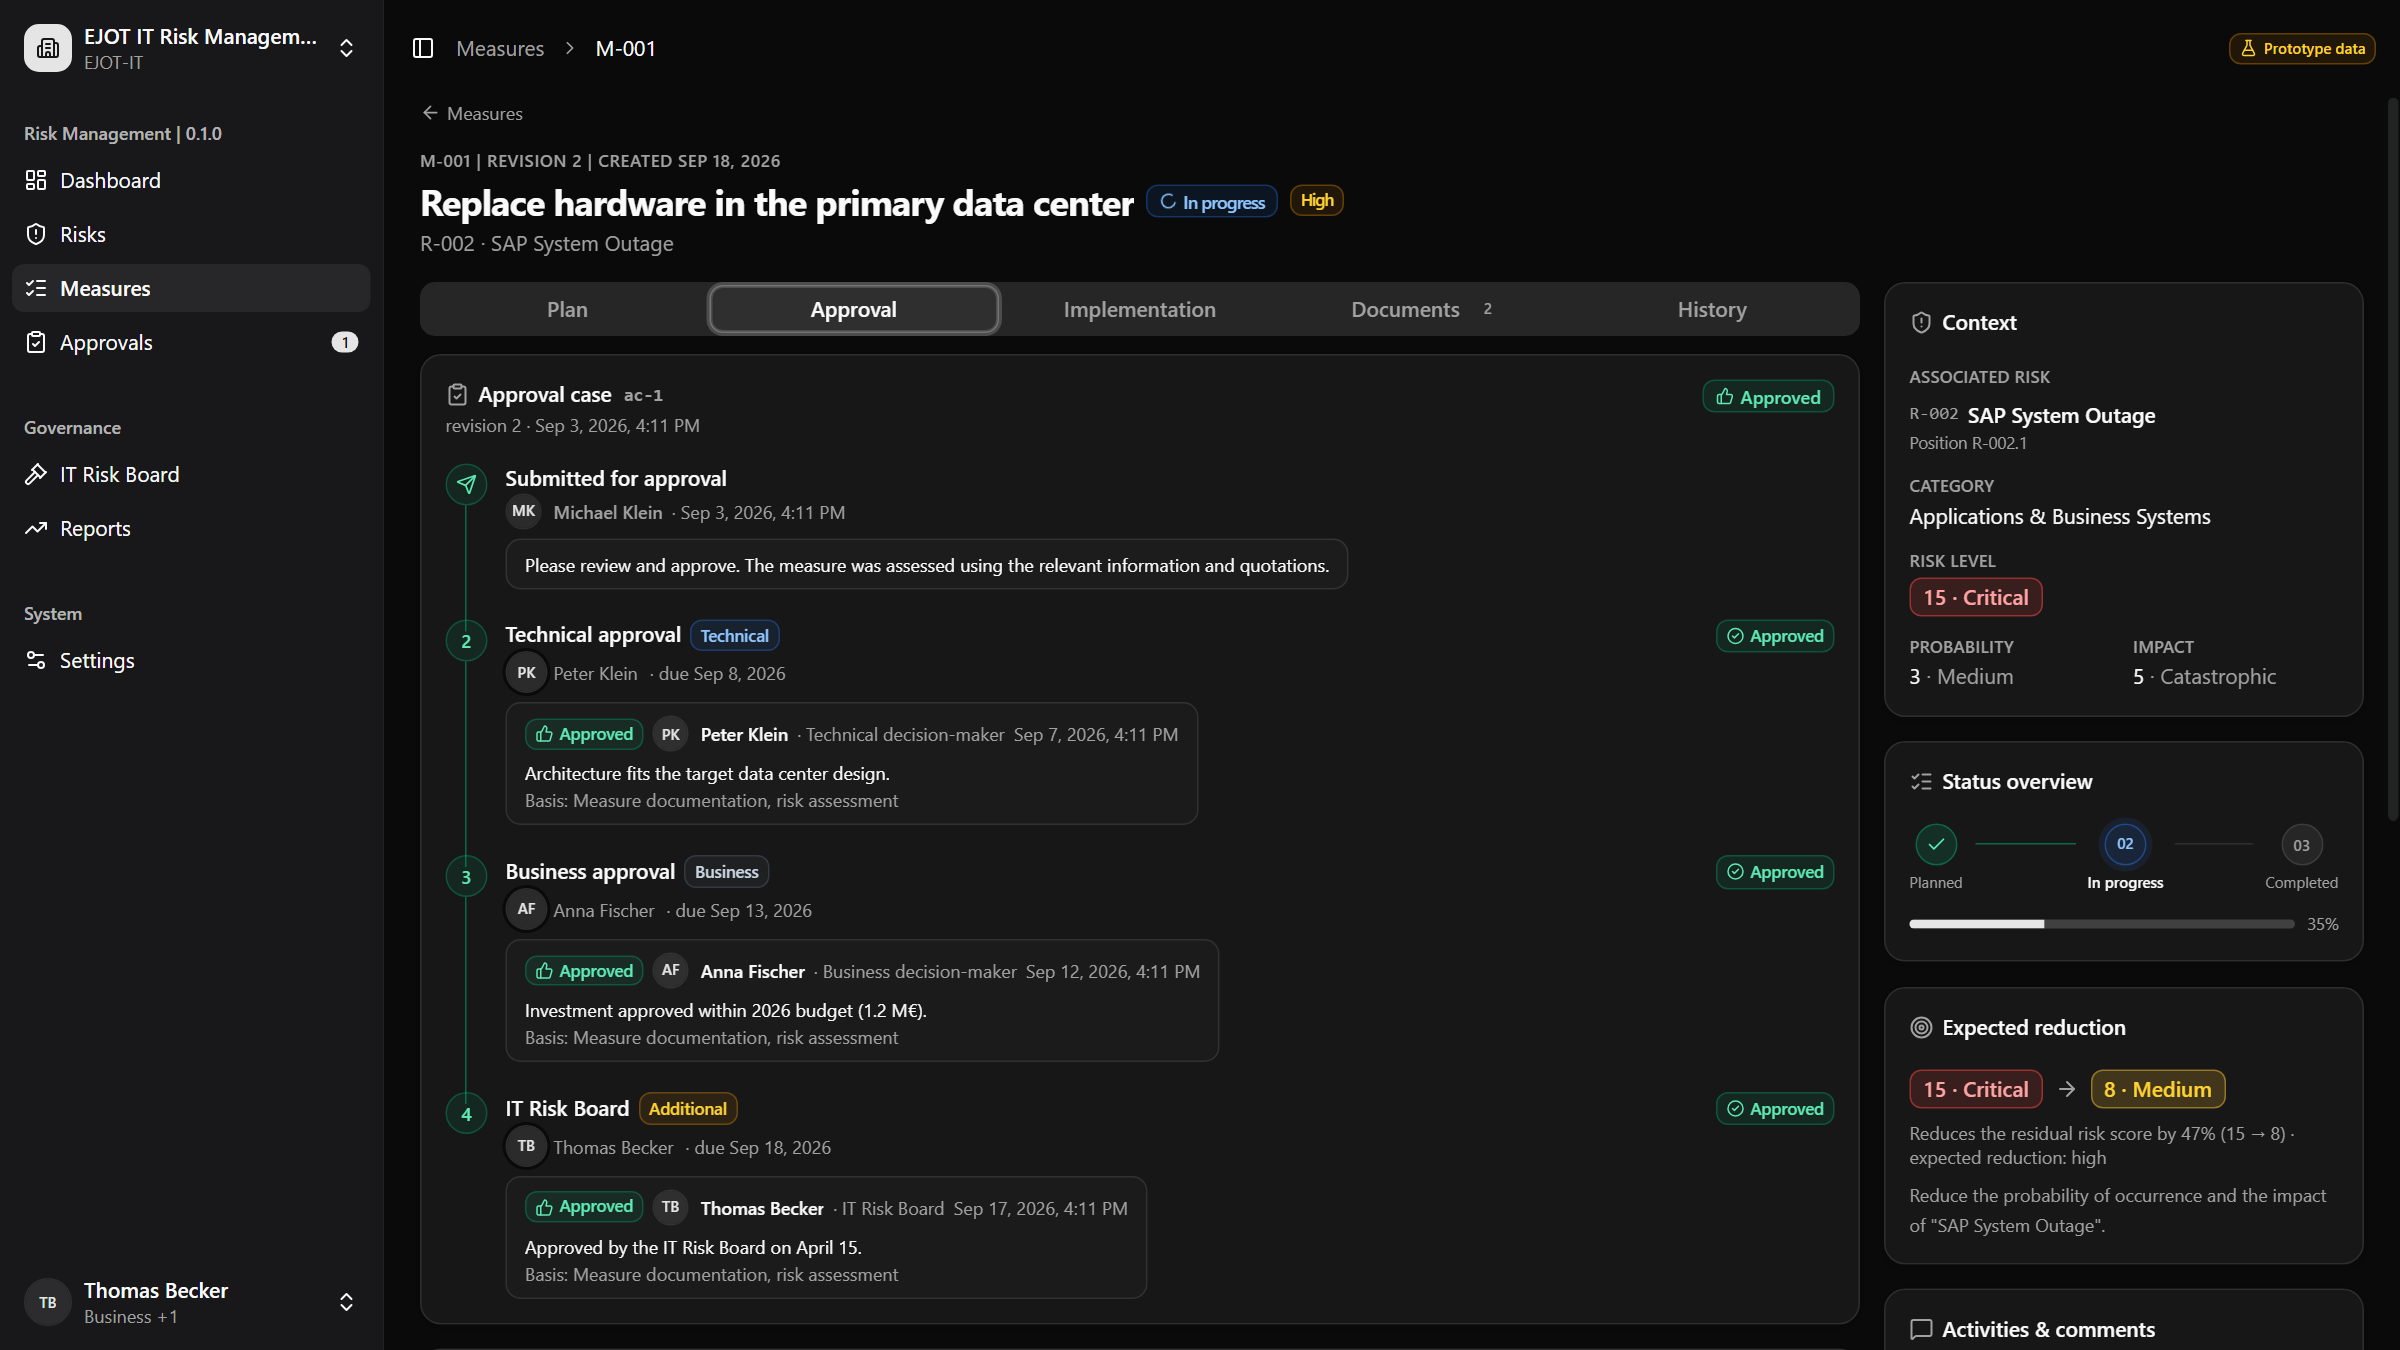 EJOT IT Risk Managem...
EJOT-IT
Risk Management | 0.1.0
Dashboard
Risks
Measures
Approvals 1
Governance
IT Risk Board
Reports
System
Settings
TB
Thomas Becker
Business +1
Measures > M-001
Prototype data
← Measures
M-001 | REVISION 2 | CREATED SEP 18, 2026
Replace hardware in the primary data center In progress High
R-002 · SAP System Outage
Plan Approval Implementation Documents 2 History
Approval case ac-1 Approved
revision 2 · Sep 3, 2026, 4:11 PM
Submitted for approval
MK Michael Klein · Sep 3, 2026, 4:11 PM
Please review and approve. The measure was assessed using the relevant information and quotations.
2 Technical approval Technical Approved
PK Peter Klein · due Sep 8, 2026
Approved PK Peter Klein · Technical decision-maker Sep 7, 2026, 4:11 PM
Architecture fits the target data center design.
Basis: Measure documentation, risk assessment
3 Business approval Business Approved
AF Anna Fischer · due Sep 13, 2026
Approved AF Anna Fischer · Business decision-maker Sep 12, 2026, 4:11 PM
Investment approved within 2026 budget (1.2 M€).
Basis: Measure documentation, risk assessment
4 IT Risk Board Additional Approved
TB Thomas Becker · due Sep 18, 2026
Approved TB Thomas Becker · IT Risk Board Sep 17, 2026, 4:11 PM
Approved by the IT Risk Board on April 15.
Basis: Measure documentation, risk assessment
Context
ASSOCIATED RISK
R-002 SAP System Outage
Position R-002.1
CATEGORY
Applications & Business Systems
RISK LEVEL
15 · Critical
PROBABILITY IMPACT
3 · Medium 5 · Catastrophic
Status overview
02 03
Planned In progress Completed
35%
Expected reduction
15 · Critical → 8 · Medium
Reduces the residual risk score by 47% (15 → 8) ·
expected reduction: high
Reduce the probability of occurrence and the impact
of "SAP System Outage".
Activities & comments